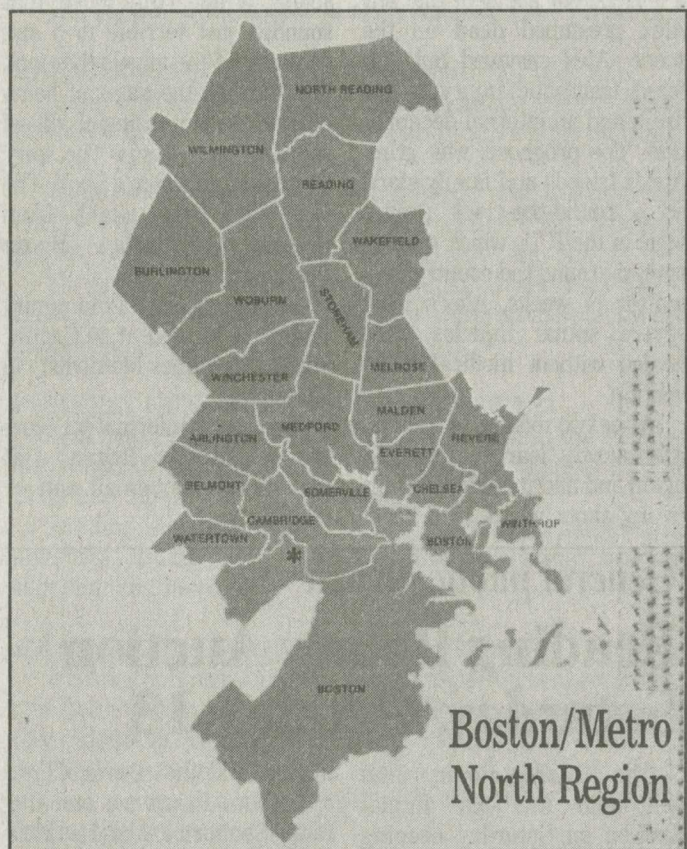 NORTH READING
WILMINGTON
READING
WAKEFIELD
BURLINGTON
WOBURN
STONEHAM
WINCHESTER
MELROSE
MALDEN
MEDFORD
ARLINGTON
REVERE
EVERETT
BELMONT
SOMERVILLE
CHELSEA
CAMBRIDGE
WINTHROP
WATERTOWN
BOSTON
*
BOSTON
Boston/Metro
North Region